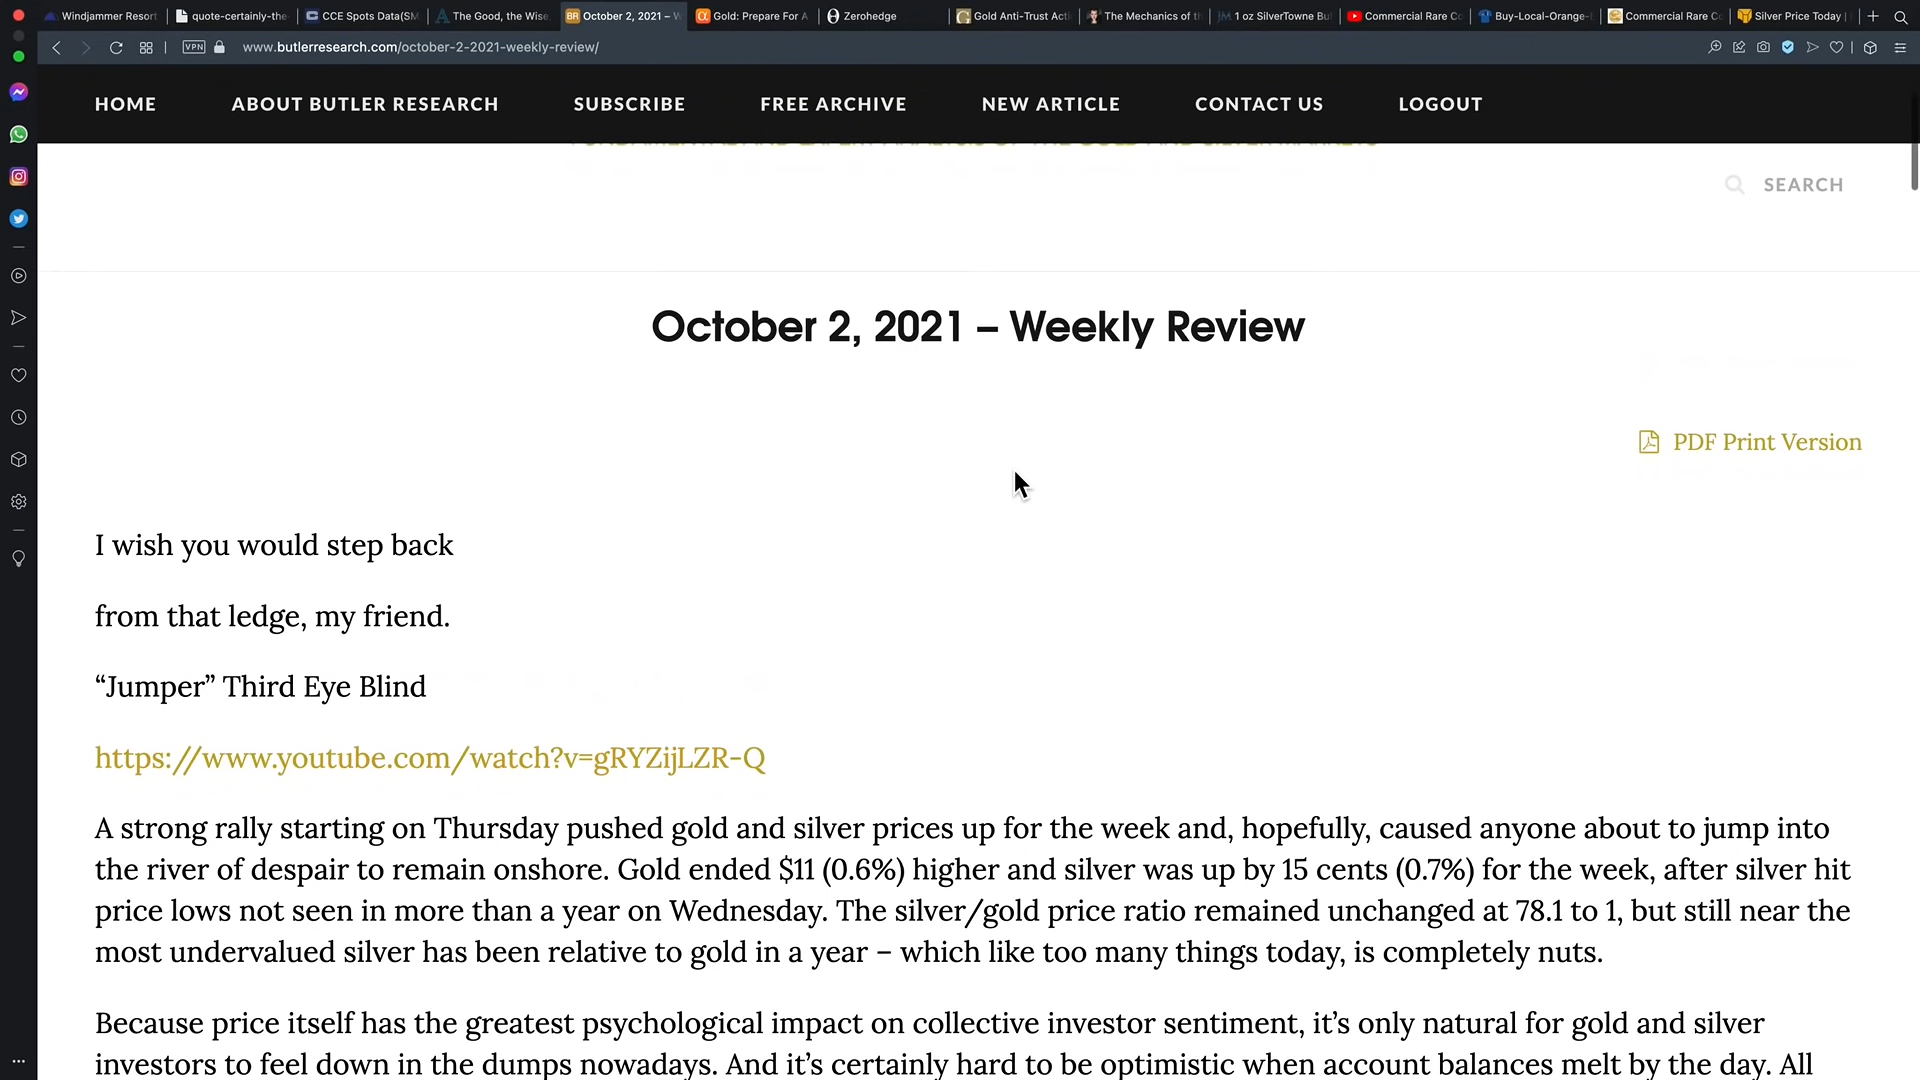 Windjammer Resort
quote-certainly-the-
CCE Spots Data(SM
The Good, the Wise,
October 2, 2021 – W
Gold: Prepare For A
Zerohedge
Gold Anti-Trust Acti
The Mechanics of th
1 oz SilverTowne Bu
Commercial Rare Co
Buy-Local-Orange-
Commercial Rare Co
Silver Price Today |
VPN
www.butlerresearch.com/october-2-2021-weekly-review/
HOME
ABOUT BUTLER RESEARCH
SUBSCRIBE
FREE ARCHIVE
NEW ARTICLE
CONTACT US
LOGOUT
SEARCH
October 2, 2021 – Weekly Review
PDF Print Version
I wish you would step back
from that ledge, my friend.
“Jumper” Third Eye Blind
https://www.youtube.com/watch?v=gRYZijLZR-Q
A strong rally starting on Thursday pushed gold and silver prices up for the week and, hopefully, caused anyone about to jump into
the river of despair to remain onshore. Gold ended $11 (0.6%) higher and silver was up by 15 cents (0.7%) for the week, after silver hit
price lows not seen in more than a year on Wednesday. The silver/gold price ratio remained unchanged at 78.1 to 1, but still near the
most undervalued silver has been relative to gold in a year – which like too many things today, is completely nuts.
Because price itself has the greatest psychological impact on collective investor sentiment, it’s only natural for gold and silver
investors to feel down in the dumps nowadays. And it’s certainly hard to be optimistic when account balances melt by the day. All